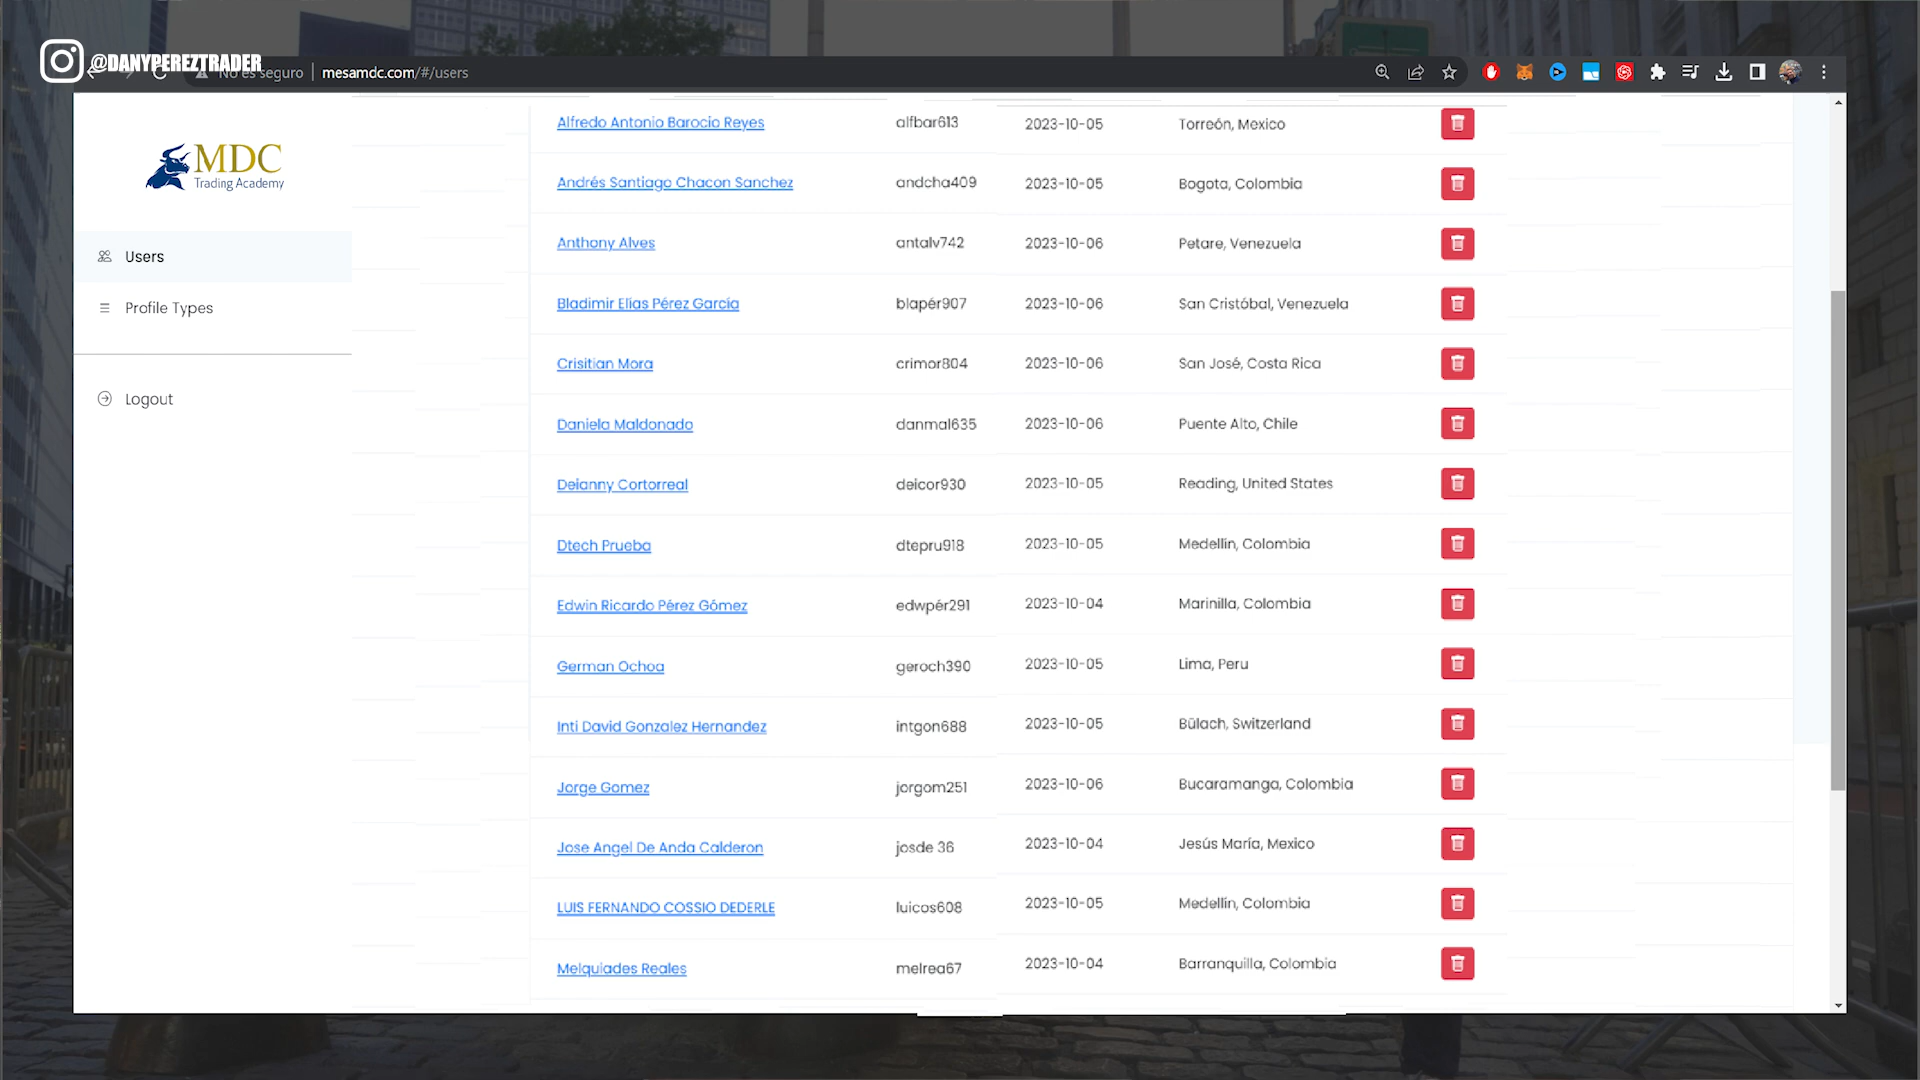 @DANYPEREZTRADER
No es seguro | mesamdc.com/#/users
MDC
Trading Academy
Users
Profile Types
Logout
Alfredo Antonio Barocio Reyes alfbar613 2023-10-05 Torreón, Mexico
Andrés Santiago Chacon Sanchez andcha409 2023-10-05 Bogota, Colombia
Anthony Alves antalv742 2023-10-06 Petare, Venezuela
Bladimir Elias Pérez García blapér907 2023-10-06 San Cristóbal, Venezuela
Crisitian Mora crimor804 2023-10-06 San José, Costa Rica
Daniela Maldonado danmal635 2023-10-06 Puente Alto, Chile
Deianny Cortorreal deicor930 2023-10-05 Reading, United States
Dtech Prueba dtepru918 2023-10-05 Medellin, Colombia
Edwin Ricardo Pérez Gómez edwpér291 2023-10-04 Marinilla, Colombia
German Ochoa geroch390 2023-10-05 Lima, Peru
Inti David Gonzalez Hernandez intgon688 2023-10-05 Bülach, Switzerland
Jorge Gomez jorgom251 2023-10-06 Bucaramanga, Colombia
Jose Angel De Anda Calderon josde 36 2023-10-04 Jesús María, Mexico
LUIS FERNANDO COSSIO DEDERLE luicos608 2023-10-05 Medellín, Colombia
Melquiades Reales melrea67 2023-10-04 Barranquilla, Colombia